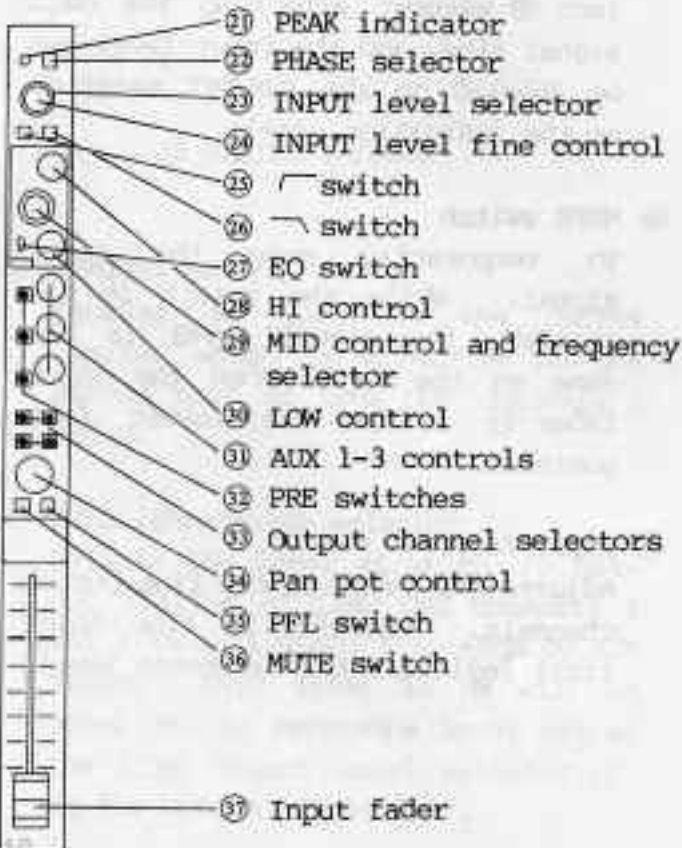 ㉑ PEAK indicator
㉒ PHASE selector
㉓ INPUT level selector
㉔ INPUT level fine control
㉕ switch
㉖ switch
㉗ EQ switch
㉘ HI control
㉙ MID control and frequency
selector
㉚ LOW control
㉛ AUX 1-3 controls
㉜ PRE switches
㉝ Output channel selectors
㉞ Pan pot control
㉟ PFL switch
㊱ MUTE switch
㊲ Input fader